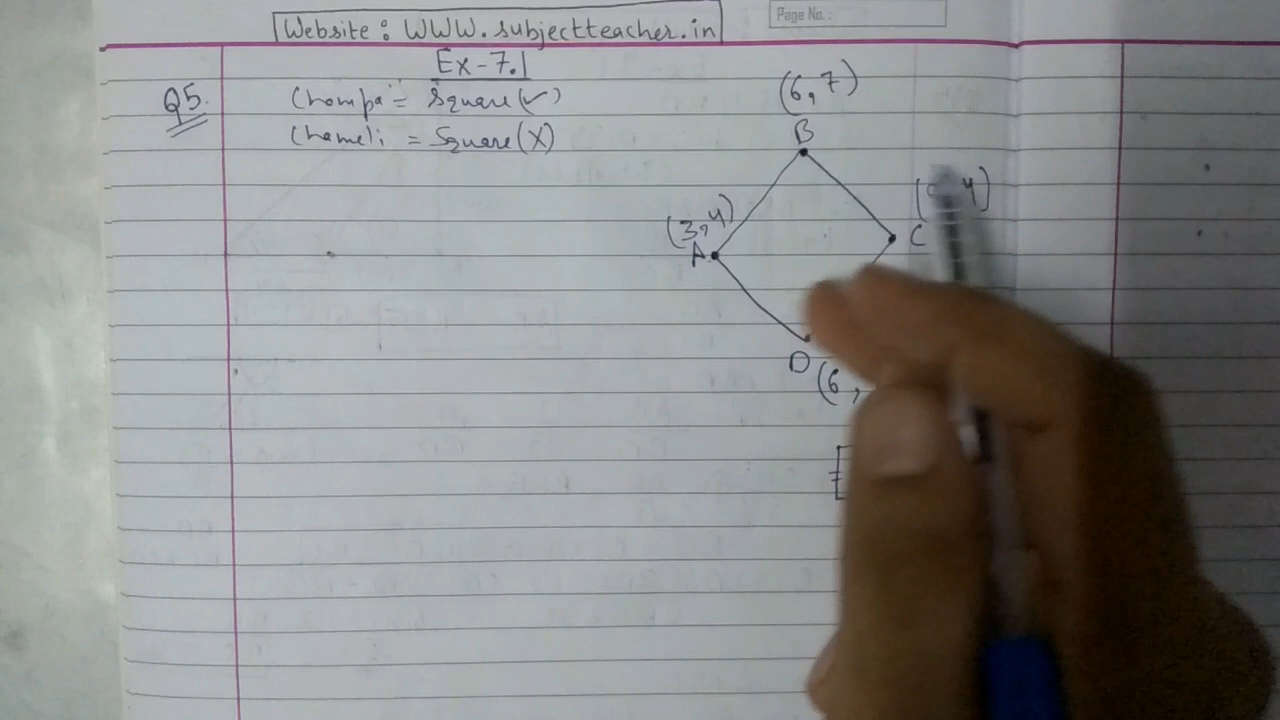 Page No.:
Website : WWW.subjectteacher.in
Ex-7.1
Q5. Champa = Square (✓)
Chameli = Square (X)
(6, 7)
B
(3, 4)
A
4)
C
D
(6,